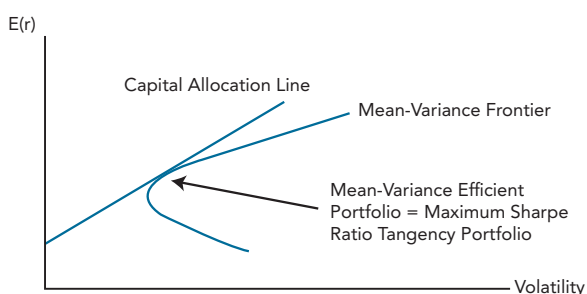 E(r)
Capital Allocation Line
Mean-Variance Frontier
Mean-Variance Efficient
Portfolio = Maximum Sharpe
Ratio Tangency Portfolio
Volatility